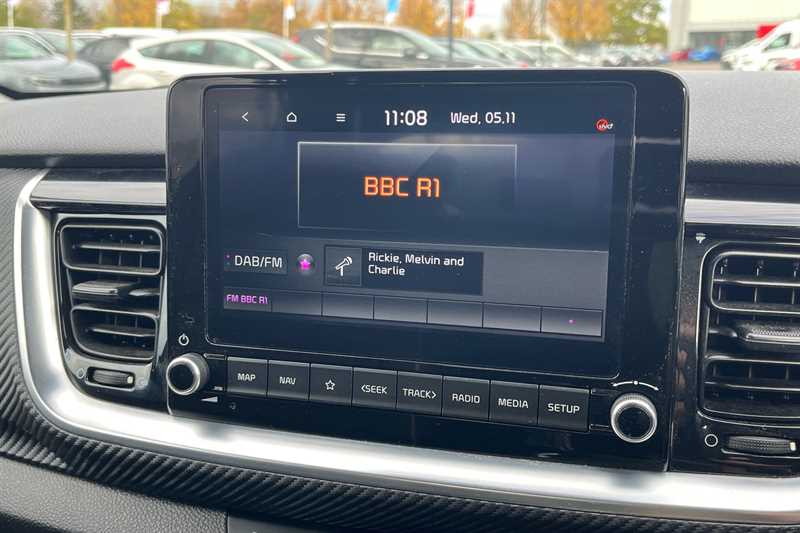 11:08 Wed, 05.11
BBC R1
DAB/FM
Rickie, Melvin and
Charlie
FM BBC R1
MAP NAV <SEEK TRACK> RADIO MEDIA SETUP